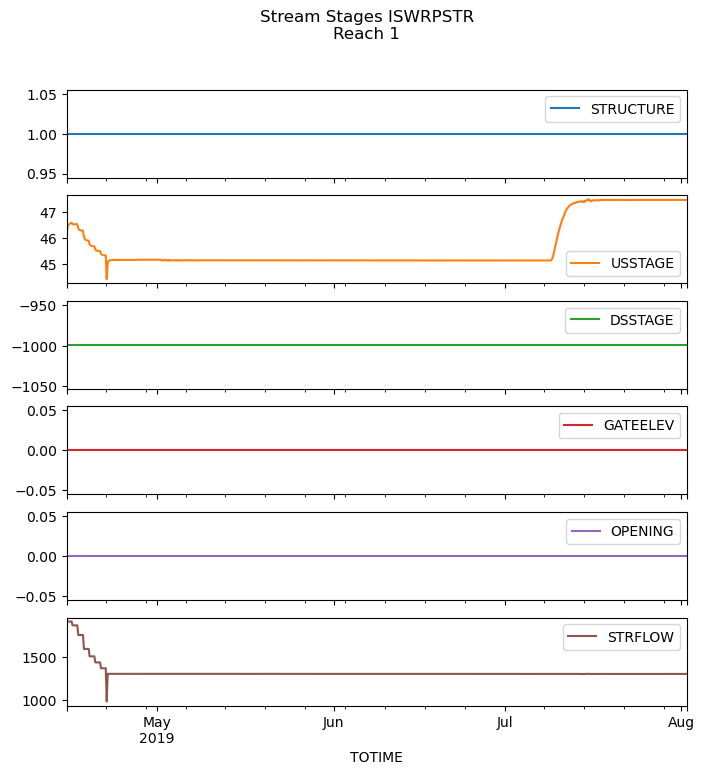 Stream Stages ISWRPSTR
Reach 1
1.05
1.00
0.95
STRUCTURE
47
46
45
USSTAGE
−950
−1000
−1050
DSSTAGE
0.05
0.00
−0.05
GATEELEV
0.05
0.00
−0.05
OPENING
1500
1000
STRFLOW
May
2019
Jun
Jul
Aug
TOTIME